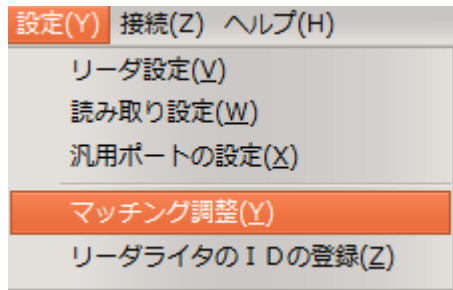 設定(Y) 接続(Z) ヘルプ(H)
リーダ設定(V)
読み取り設定(W)
汎用ポートの設定(X)
マッチング調整(Y)
リーダライタのＩＤの登録(Z)